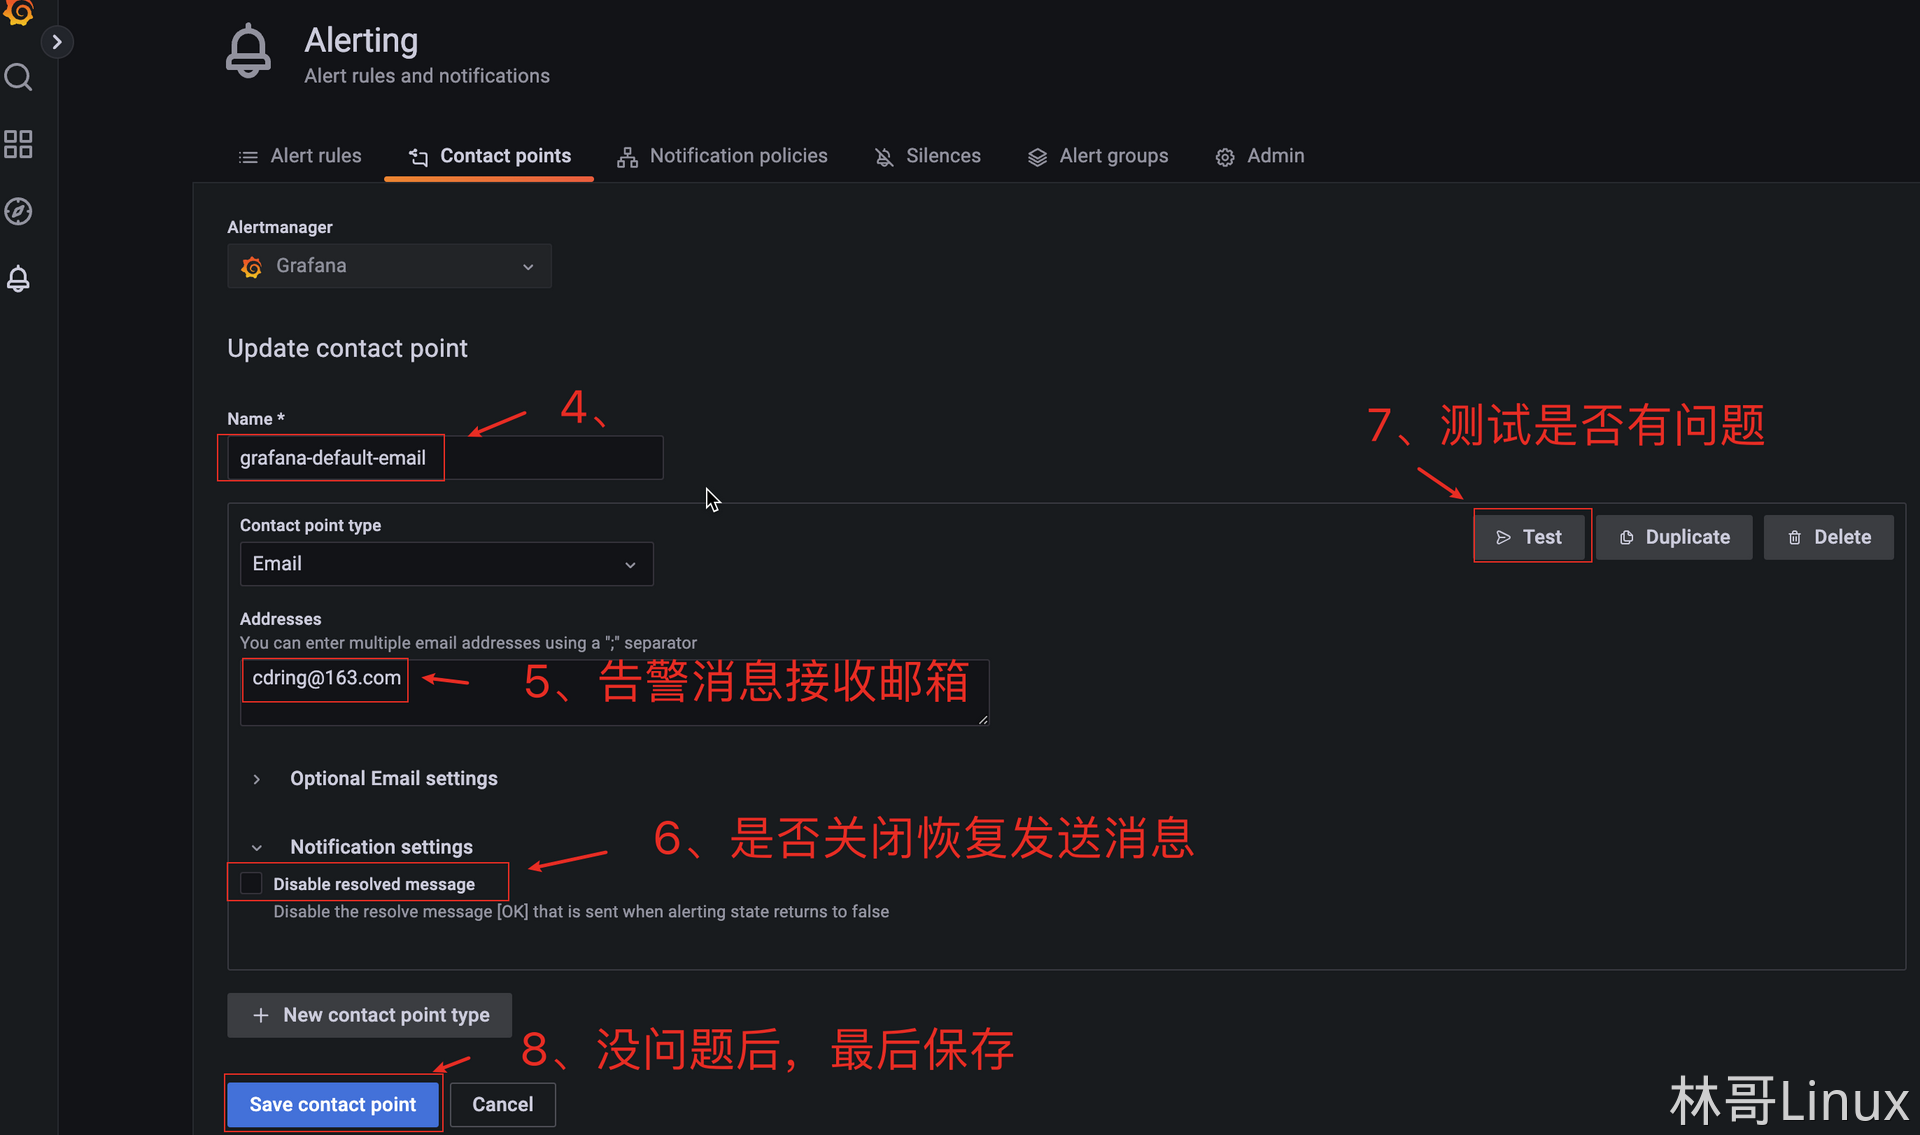 Alerting
Alert rules and notifications
Alert rules
Contact points
Notification policies
Silences
Alert groups
Admin
Alertmanager
Grafana
Update contact point
Name *
4、
grafana-default-email
7、测试是否有问题
Contact point type
Email
Test
Duplicate
Delete
Addresses
You can enter multiple email addresses using a ";" separator
cdring@163.com
5、告警消息接收邮箱
Optional Email settings
6、是否关闭恢复发送消息
Notification settings
Disable resolved message
Disable the resolve message [OK] that is sent when alerting state returns to false
New contact point type
8、没问题后，最后保存
Save contact point
Cancel
林哥Linux